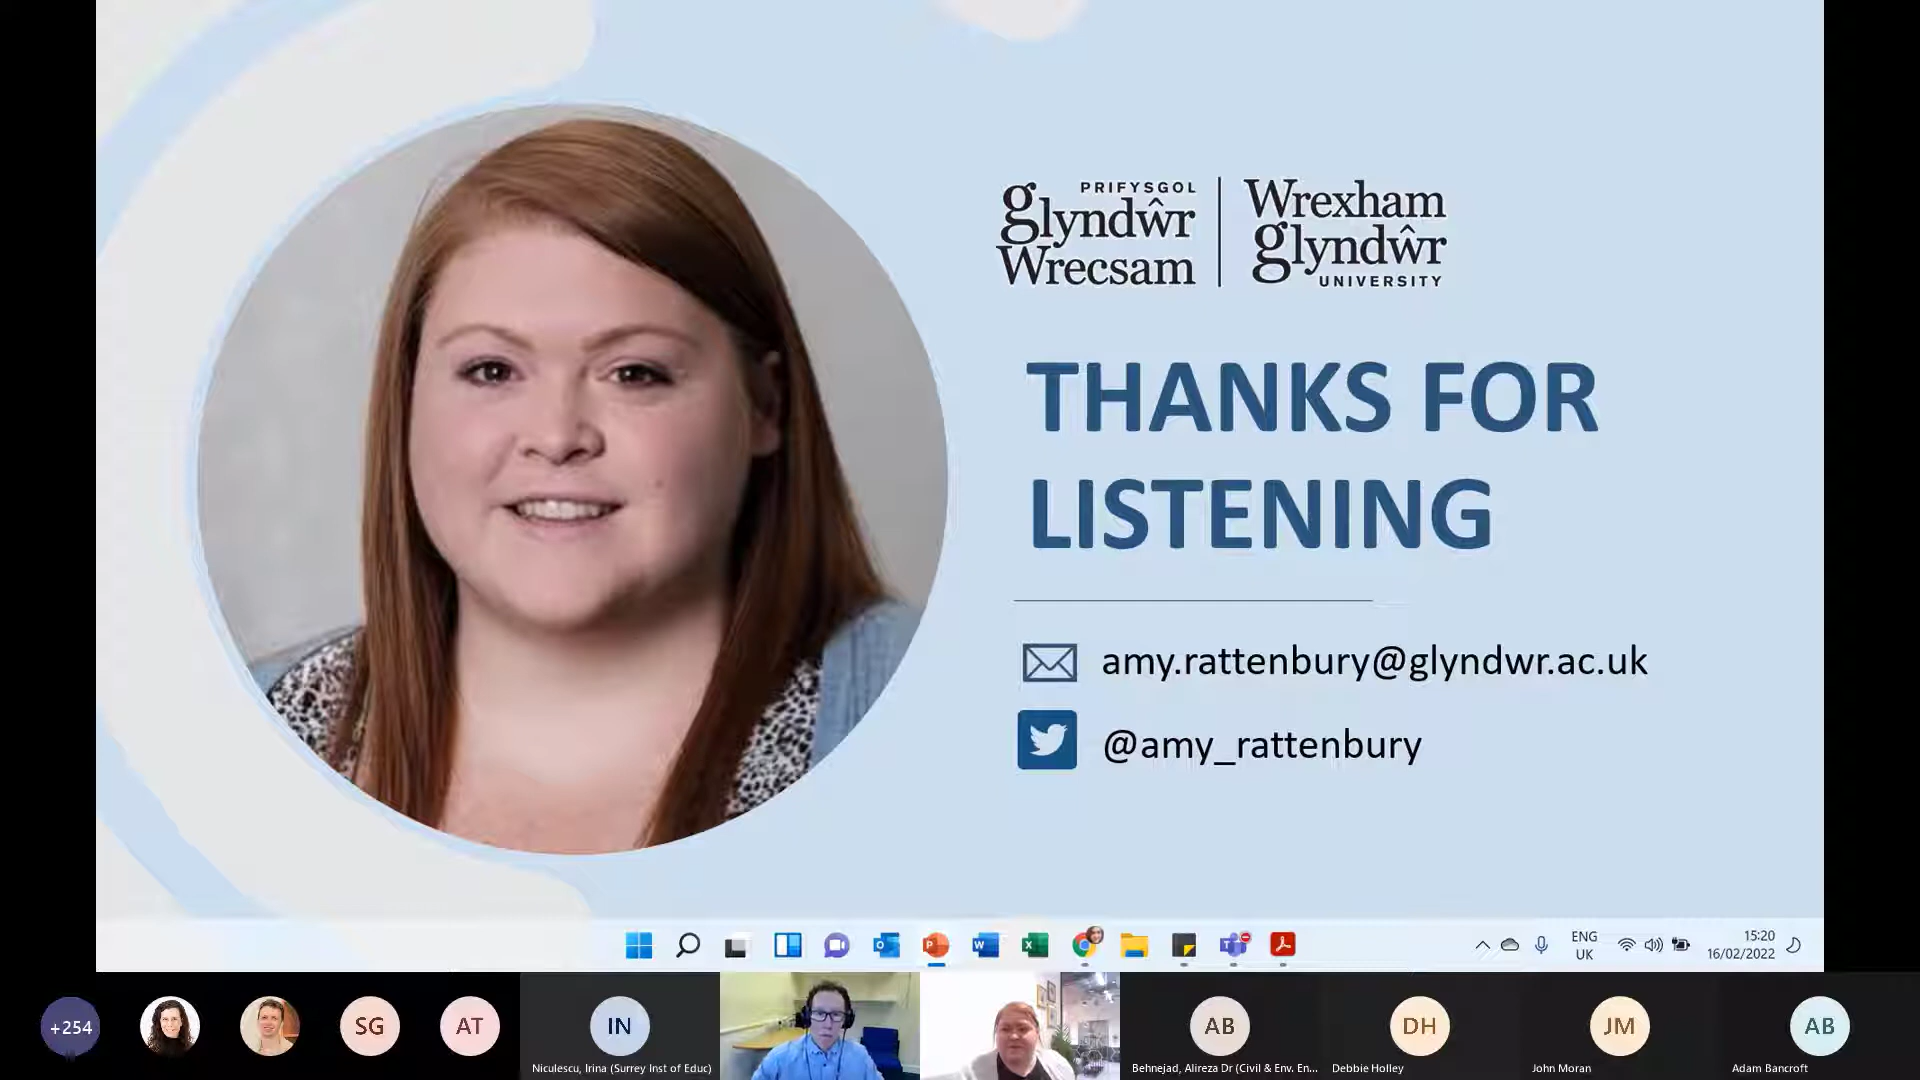 PRIFYSGOL
glyndŵr
Wrecsam
Wrexham
glyndŵr
UNIVERSITY
THANKS FOR
LISTENING
amy.rattenbury@glyndwr.ac.uk
@amy_rattenbury
ENG
UK
15:20
16/02/2022
+254
SG
AT
IN
Niculescu, Irina (Surrey Inst of Educ)
AB
Behnejad, Alireza Dr (Civil & Env. En...
DH
Debbie Holley
JM
John Moran
AB
Adam Bancroft